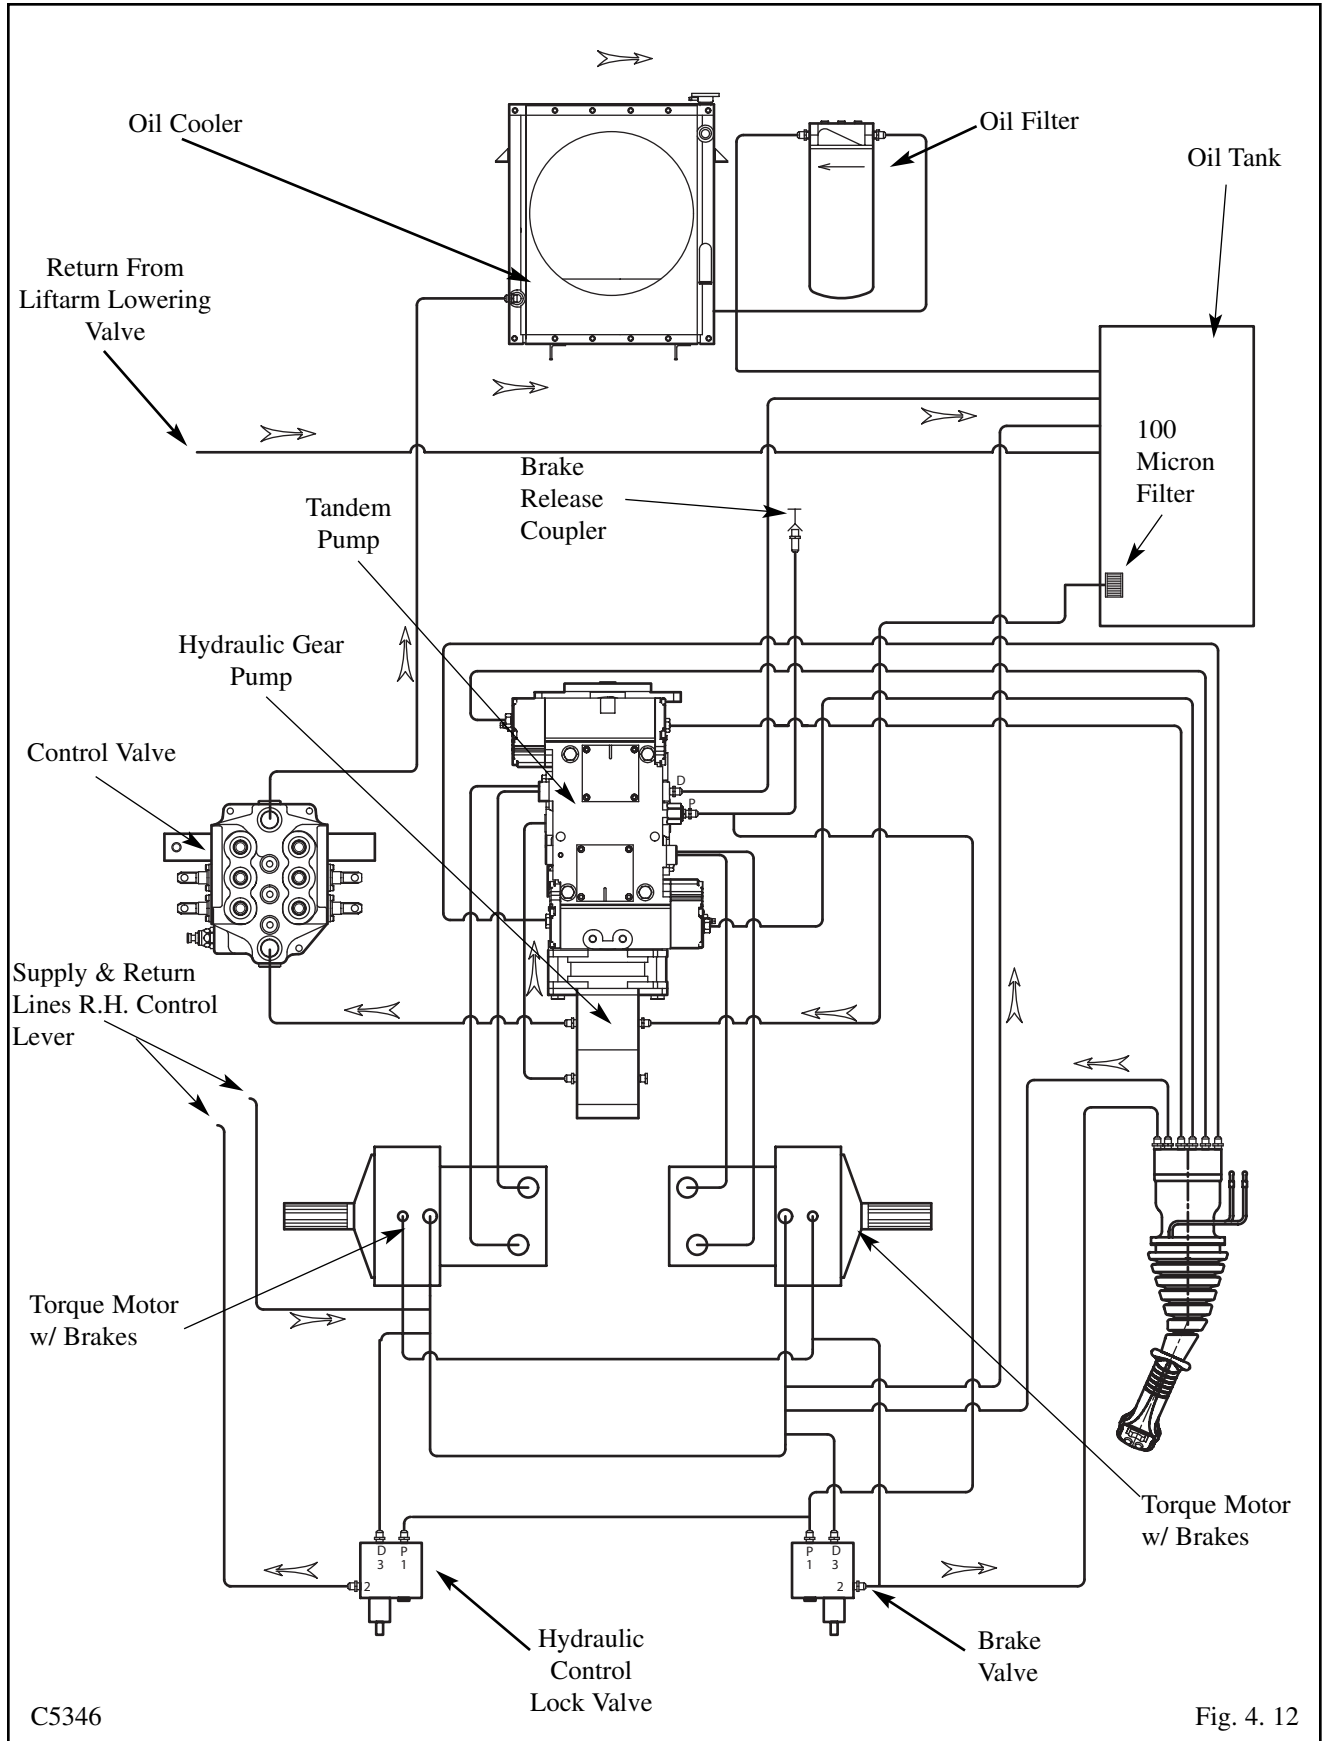 Oil Cooler
Oil Filter
Oil Tank
Return From
Liftarm Lowering
Valve
100
Micron
Filter
Brake
Release
Coupler
Tandem
Pump
Hydraulic Gear
Pump
Control Valve
D
P
Supply & Return
Lines R.H. Control
Lever
Torque Motor
w/ Brakes
Torque Motor
w/ Brakes
D P
3 1
2
P D
1 3
2
Hydraulic
Control
Lock Valve
Brake
Valve
C5346
Fig. 4. 12